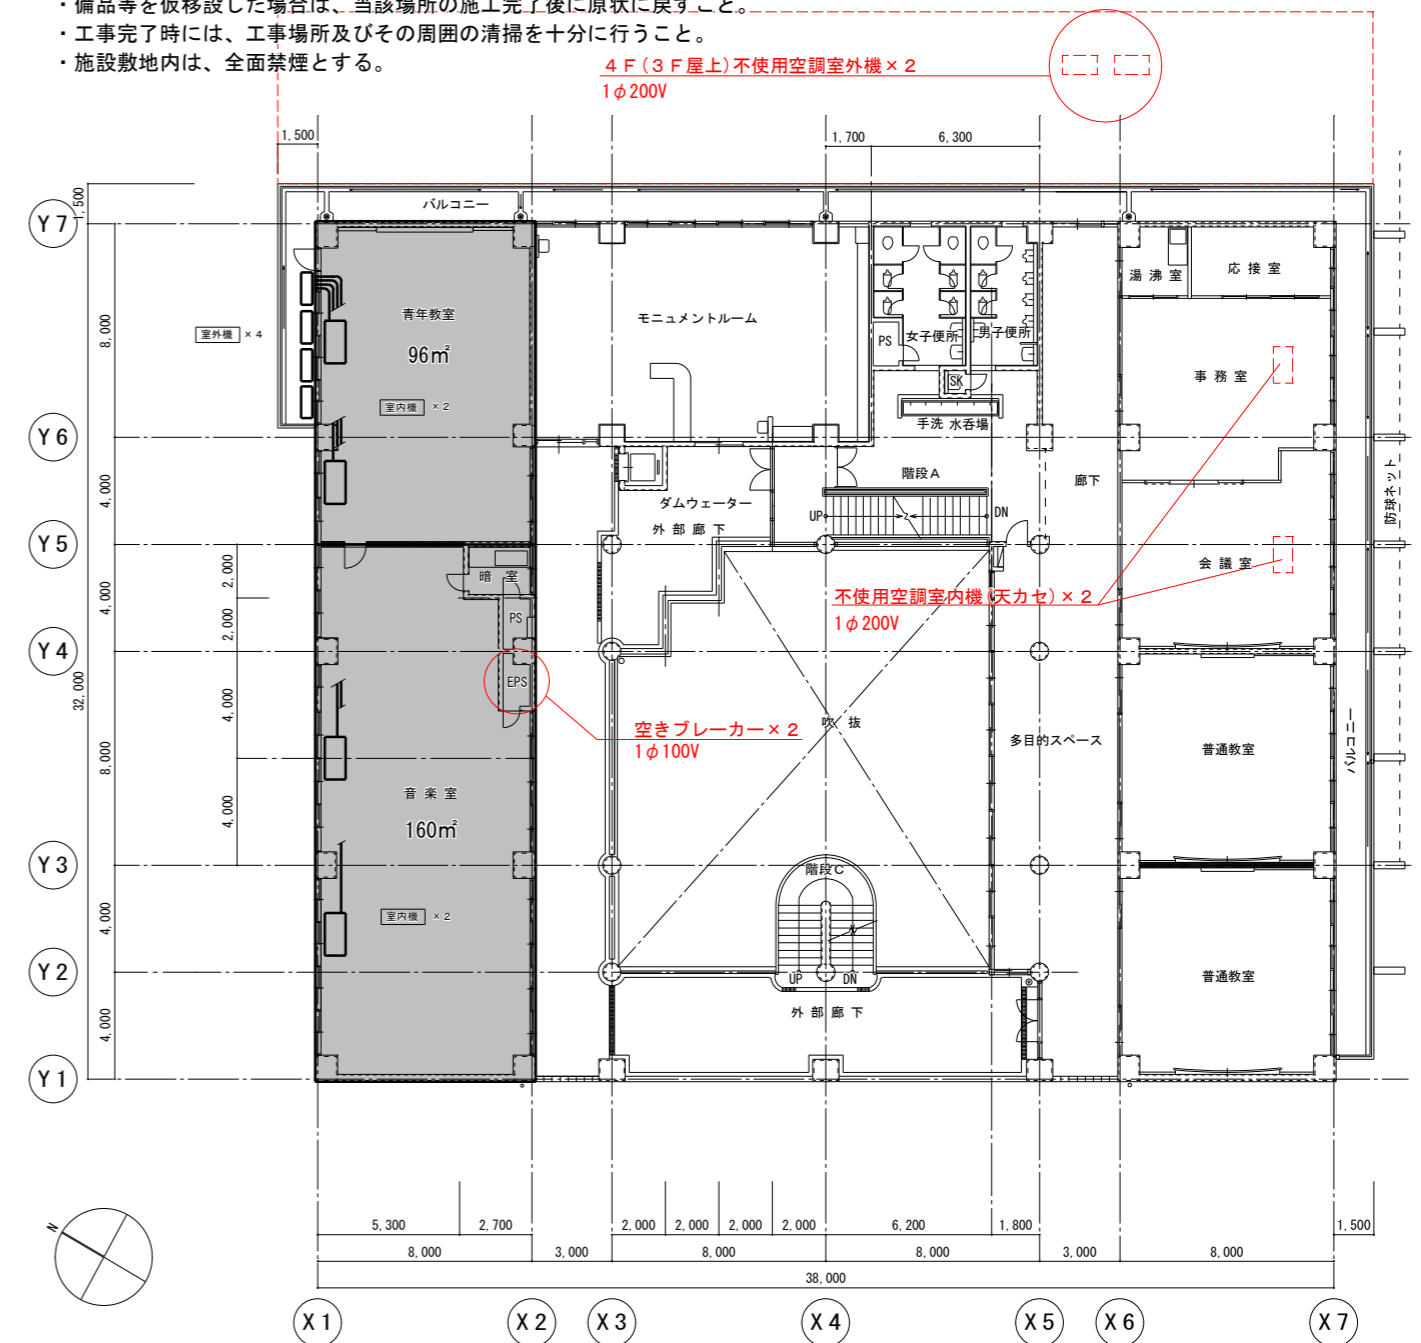 ・備品等を仮移設した場合は、当該場所の施工完了後に原状に戻すこと。
・工事完了時には、工事場所及びその周囲の清掃を十分に行うこと。
・施設敷地内は、全面禁煙とする。
4F(3F屋上)不使用空調室外機×2
1φ200V
1,500
1,700
6,300
バルコニー
Y7
1,500
湯沸室
応接室
青年教室
96㎡
モニュメントルーム
室外機 ×4
8,000
PS
女子便所
男子便所
事務室
SK
室内機 ×2
手洗 水呑場
Y6
階段A
廊下
防球ネット
4,000
ダムウェーター
外部廊下
UP
DN
Y5
2,000
暗室
会議室
不使用空調室内機(天カセ)×2
1φ200V
4,000
2,000
PS
Y4
EPS
32,000
4,000
空きブレーカー×2
1φ100V
吹抜
多目的スペース
普通教室
バルコニー
8,000
音楽室
160㎡
4,000
Y3
階段C
室内機 ×2
4,000
Y2
UP
DN
普通教室
外部廊下
4,000
Y1
N
5,300
2,700
2,000
2,000
2,000
2,000
6,200
1,800
1,500
8,000
3,000
8,000
8,000
3,000
8,000
38,000
X1
X2
X3
X4
X5
X6
X7